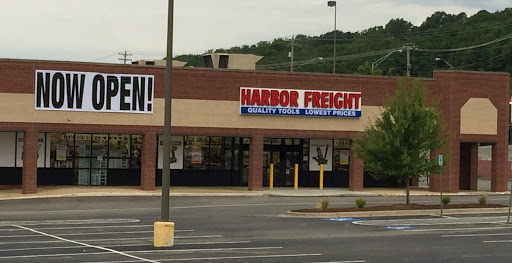 NOW OPEN!
HARBOR FREIGHT
QUALITY TOOLS LOWEST PRICES